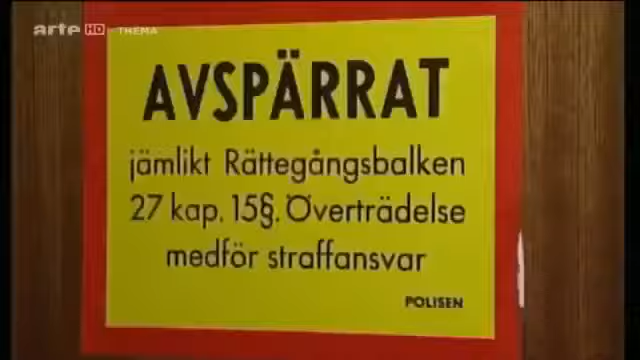 arte HD THEMA
AVSPÄRRAT
jämlikt Rättegångsbalken
27 kap. 15§. Överträdelse
medför straffansvar
POLISEN